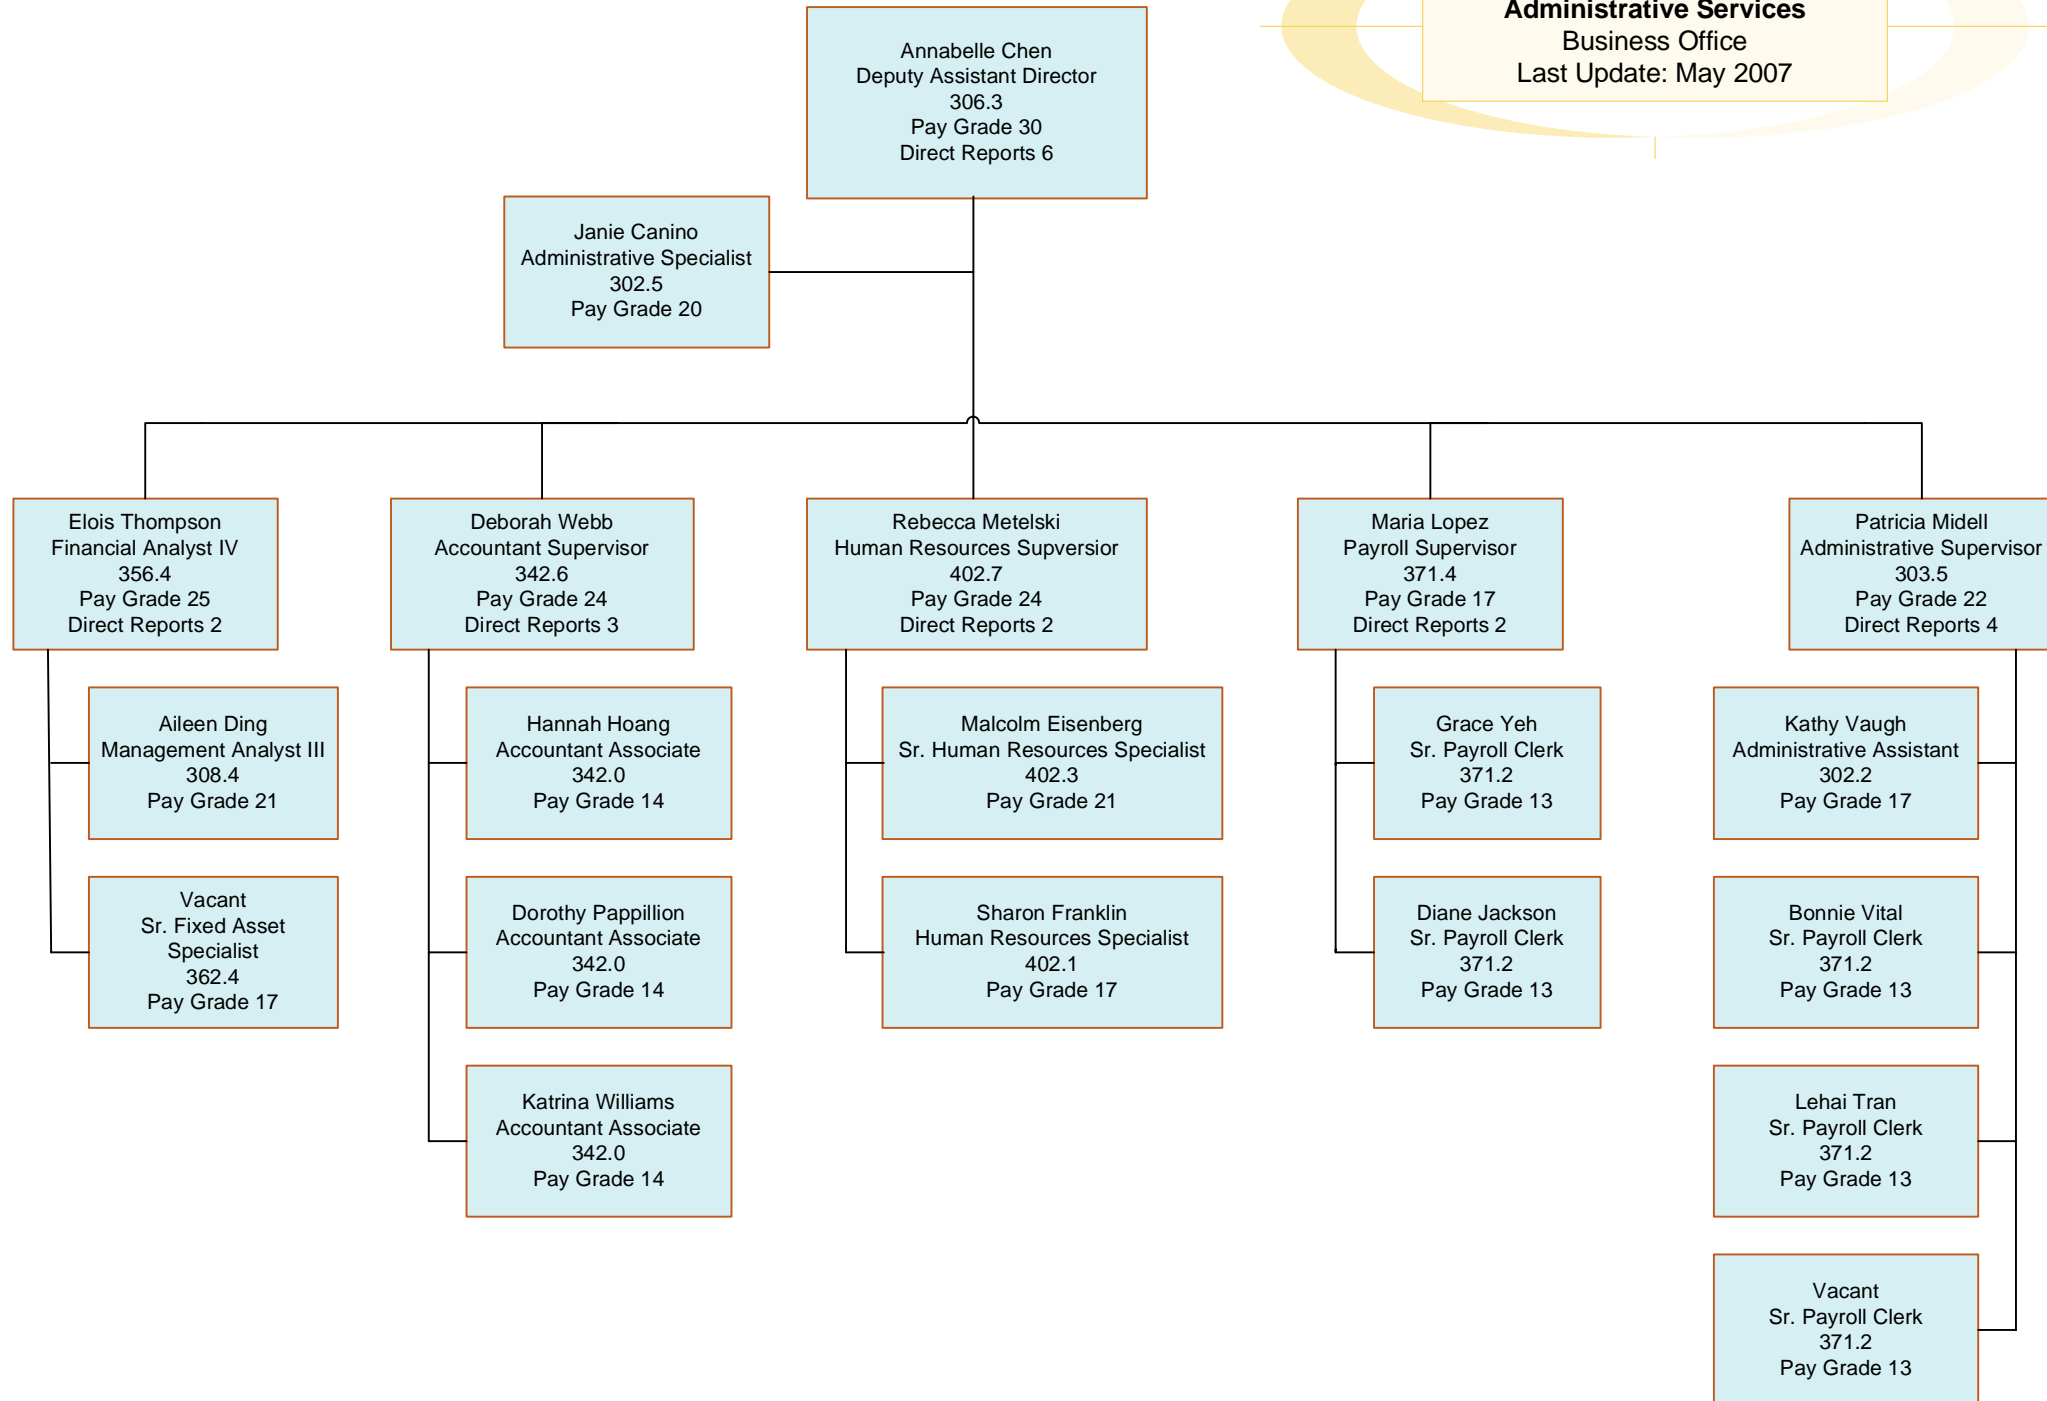 Administrative Services
Business Office
Last Update: May 2007
Annabelle Chen
Deputy Assistant Director
306.3
Pay Grade 30
Direct Reports 6
Janie Canino
Administrative Specialist
302.5
Pay Grade 20
Elois Thompson
Financial Analyst IV
356.4
Pay Grade 25
Direct Reports 2
Deborah Webb
Accountant Supervisor
342.6
Pay Grade 24
Direct Reports 3
Rebecca Metelski
Human Resources Supversior
402.7
Pay Grade 24
Direct Reports 2
Maria Lopez
Payroll Supervisor
371.4
Pay Grade 17
Direct Reports 2
Patricia Midell
Administrative Supervisor
303.5
Pay Grade 22
Direct Reports 4
Aileen Ding
Management Analyst III
308.4
Pay Grade 21
Hannah Hoang
Accountant Associate
342.0
Pay Grade 14
Malcolm Eisenberg
Sr. Human Resources Specialist
402.3
Pay Grade 21
Grace Yeh
Sr. Payroll Clerk
371.2
Pay Grade 13
Kathy Vaugh
Administrative Assistant
302.2
Pay Grade 17
Vacant
Sr. Fixed Asset
Specialist
362.4
Pay Grade 17
Dorothy Pappillion
Accountant Associate
342.0
Pay Grade 14
Sharon Franklin
Human Resources Specialist
402.1
Pay Grade 17
Diane Jackson
Sr. Payroll Clerk
371.2
Pay Grade 13
Bonnie Vital
Sr. Payroll Clerk
371.2
Pay Grade 13
Katrina Williams
Accountant Associate
342.0
Pay Grade 14
Lehai Tran
Sr. Payroll Clerk
371.2
Pay Grade 13
Vacant
Sr. Payroll Clerk
371.2
Pay Grade 13